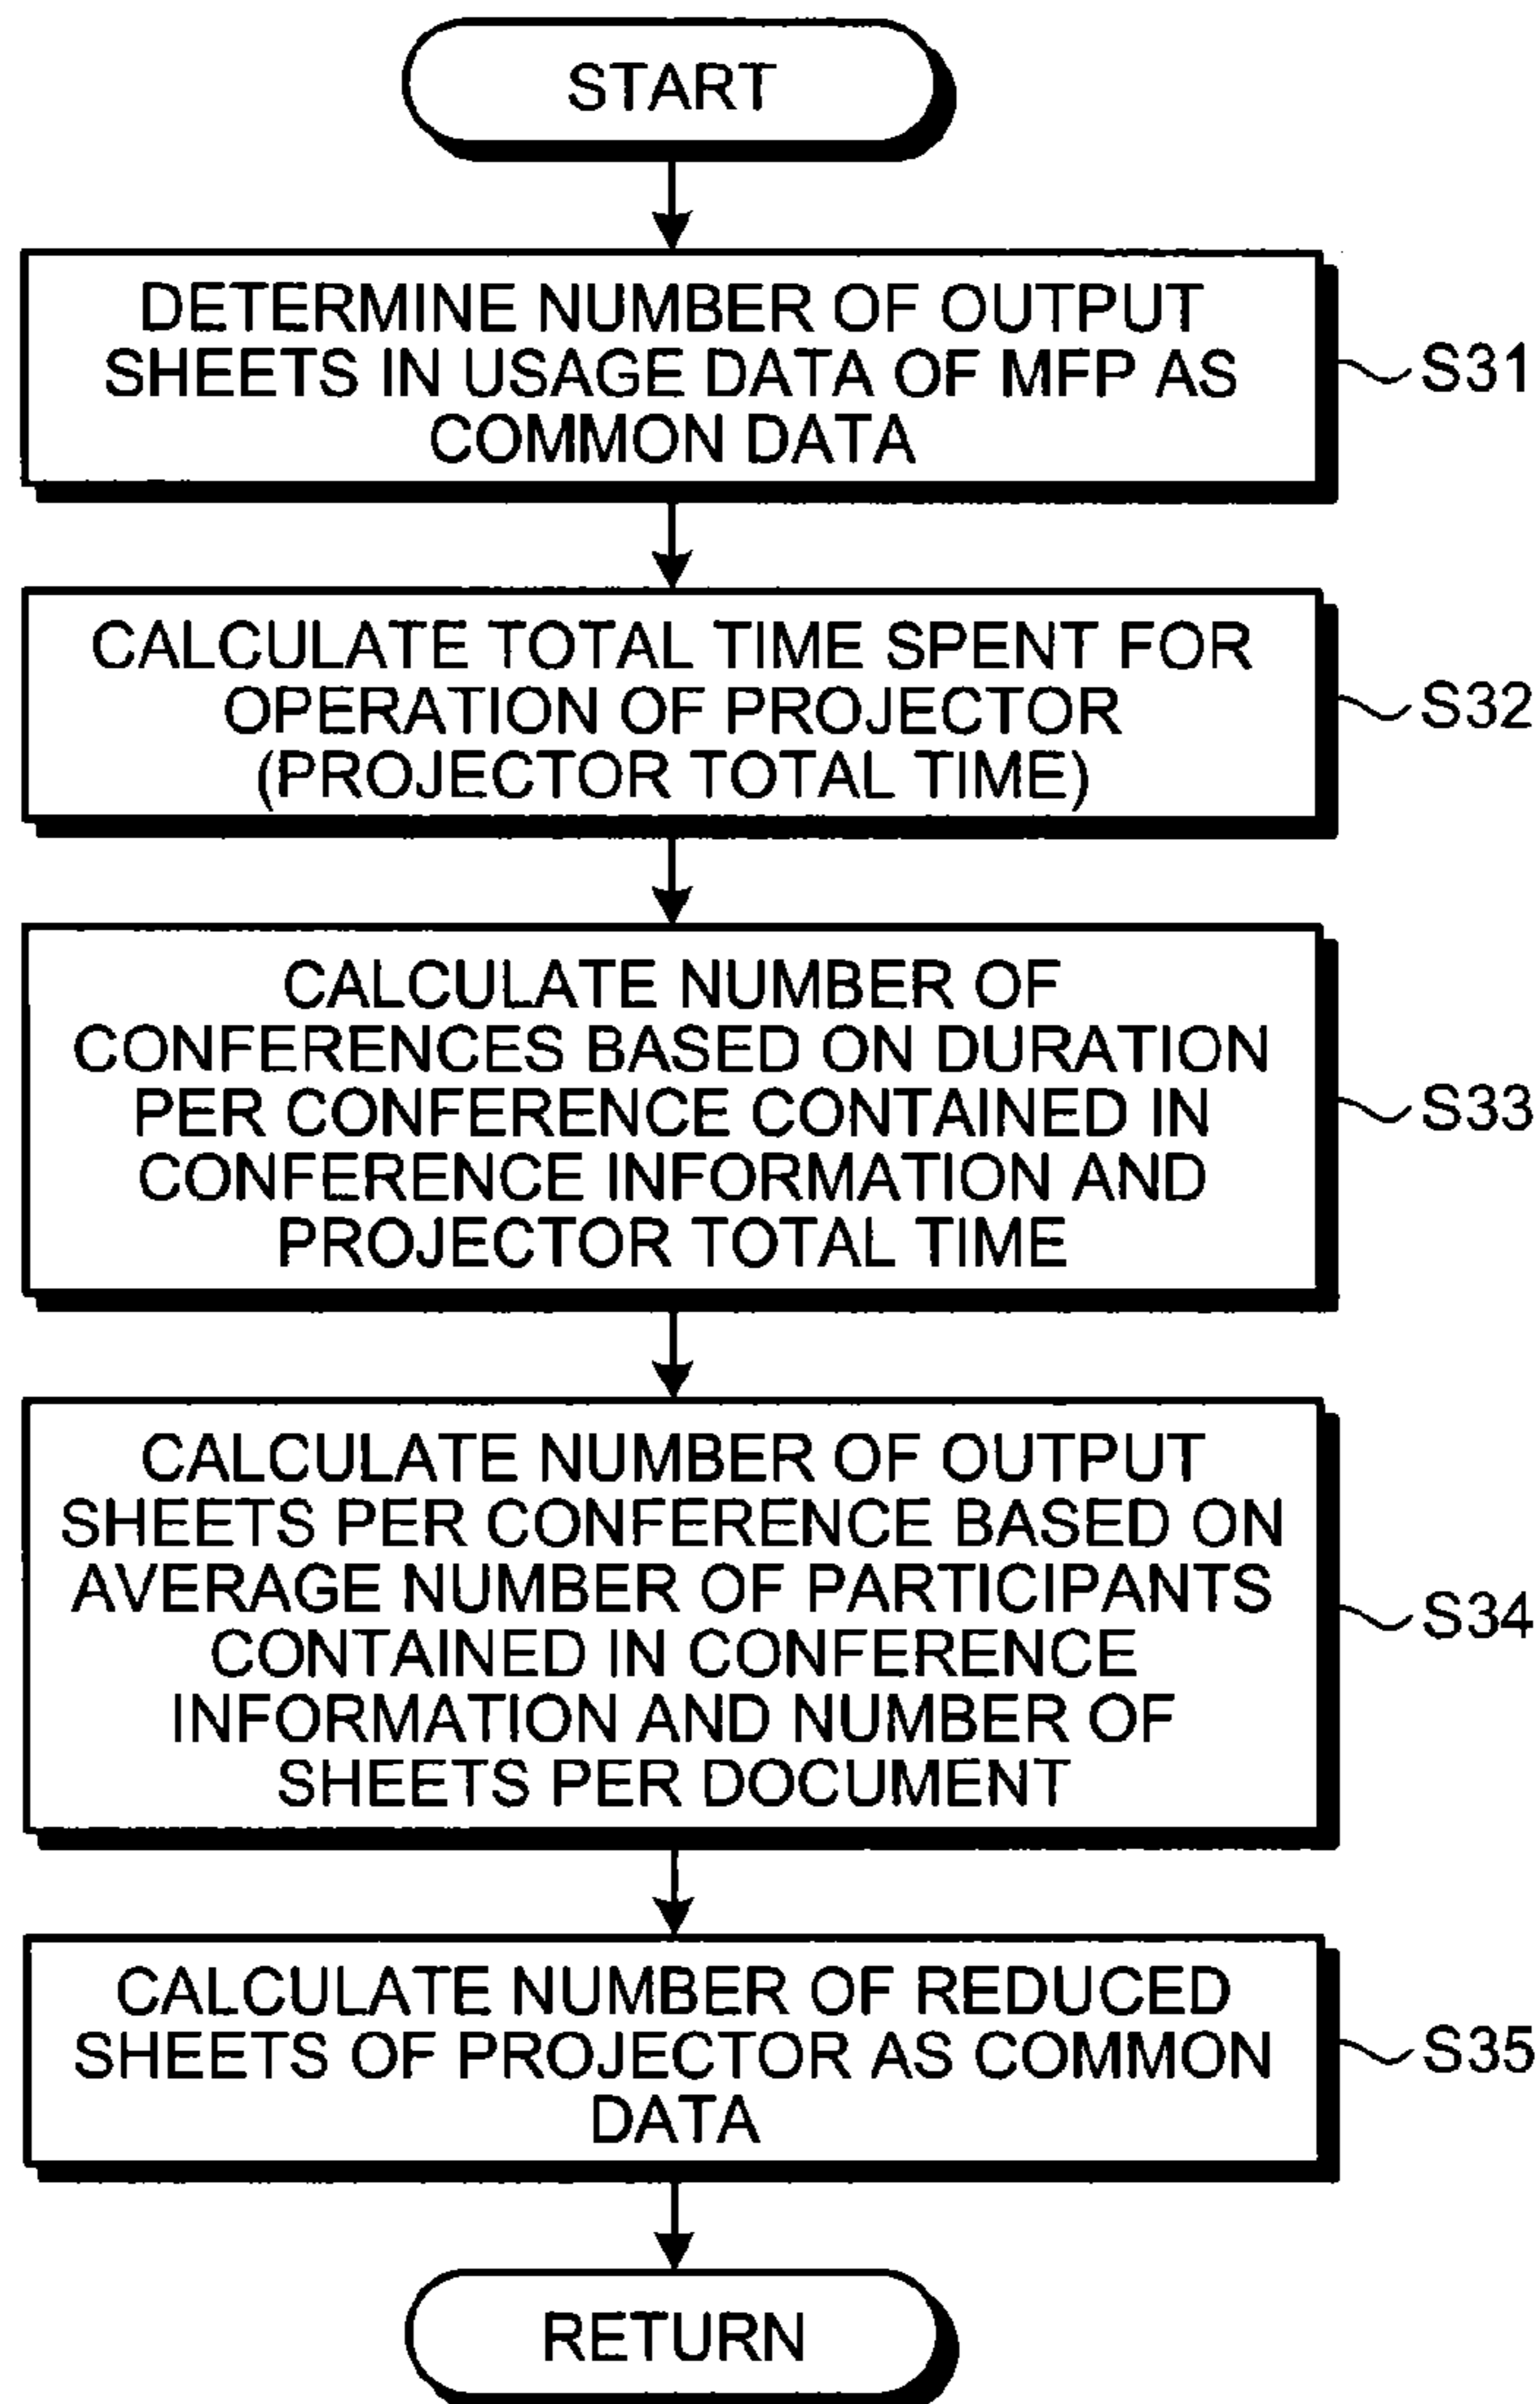 START
DETERMINE NUMBER OF OUTPUT
SHEETS IN USAGE DATA OF MFP AS
COMMON DATA
S31
CALCULATE TOTAL TIME SPENT FOR
OPERATION OF PROJECTOR
(PROJECTOR TOTAL TIME)
S32
CALCULATE NUMBER OF
CONFERENCES BASED ON DURATION
PER CONFERENCE CONTAINED IN
CONFERENCE INFORMATION AND
PROJECTOR TOTAL TIME
S33
CALCULATE NUMBER OF OUTPUT
SHEETS PER CONFERENCE BASED ON
AVERAGE NUMBER OF PARTICIPANTS
CONTAINED IN CONFERENCE
INFORMATION AND NUMBER OF
SHEETS PER DOCUMENT
S34
CALCULATE NUMBER OF REDUCED
SHEETS OF PROJECTOR AS COMMON
DATA
S35
RETURN